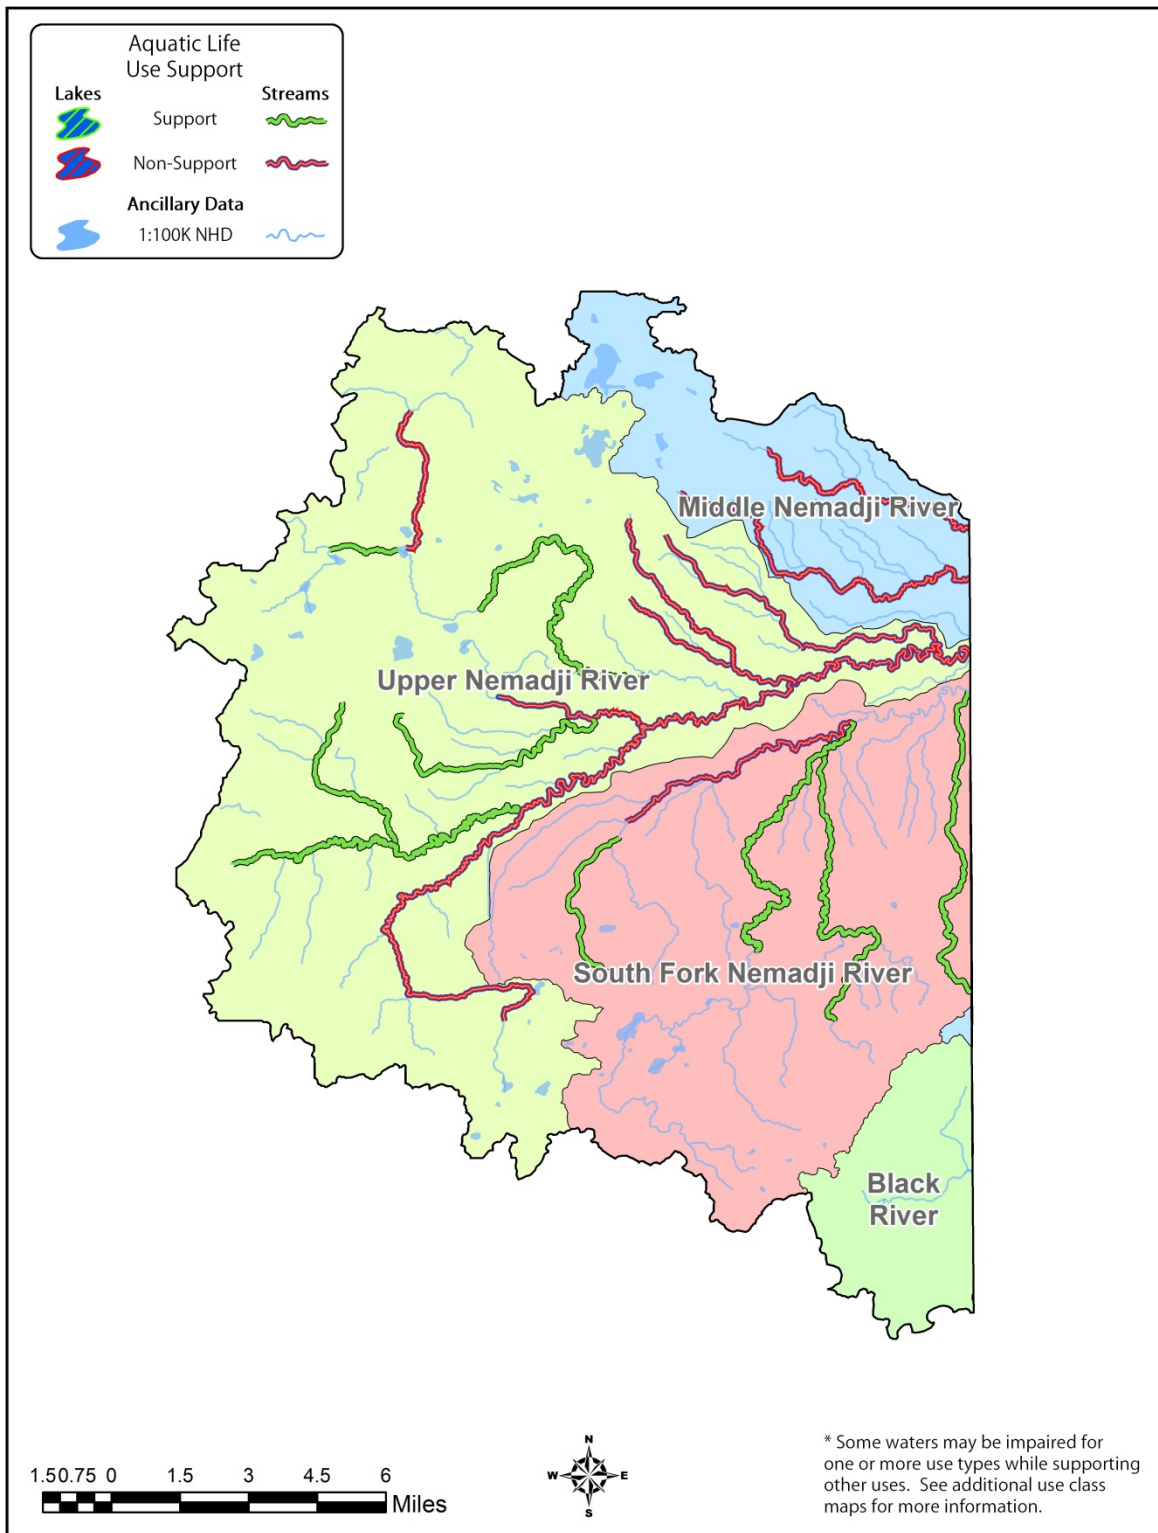 Aquatic Life
Use Support
Lakes Streams
Support
Non-Support
Ancillary Data
1:100K NHD
Middle Nemadji River
Upper Nemadji River
South Fork Nemadji River
Black
River
1.5 0.75 0 1.5 3 4.5 6
Miles
N
W E
S
* Some waters may be impaired for
one or more use types while supporting
other uses. See additional use class
maps for more information.